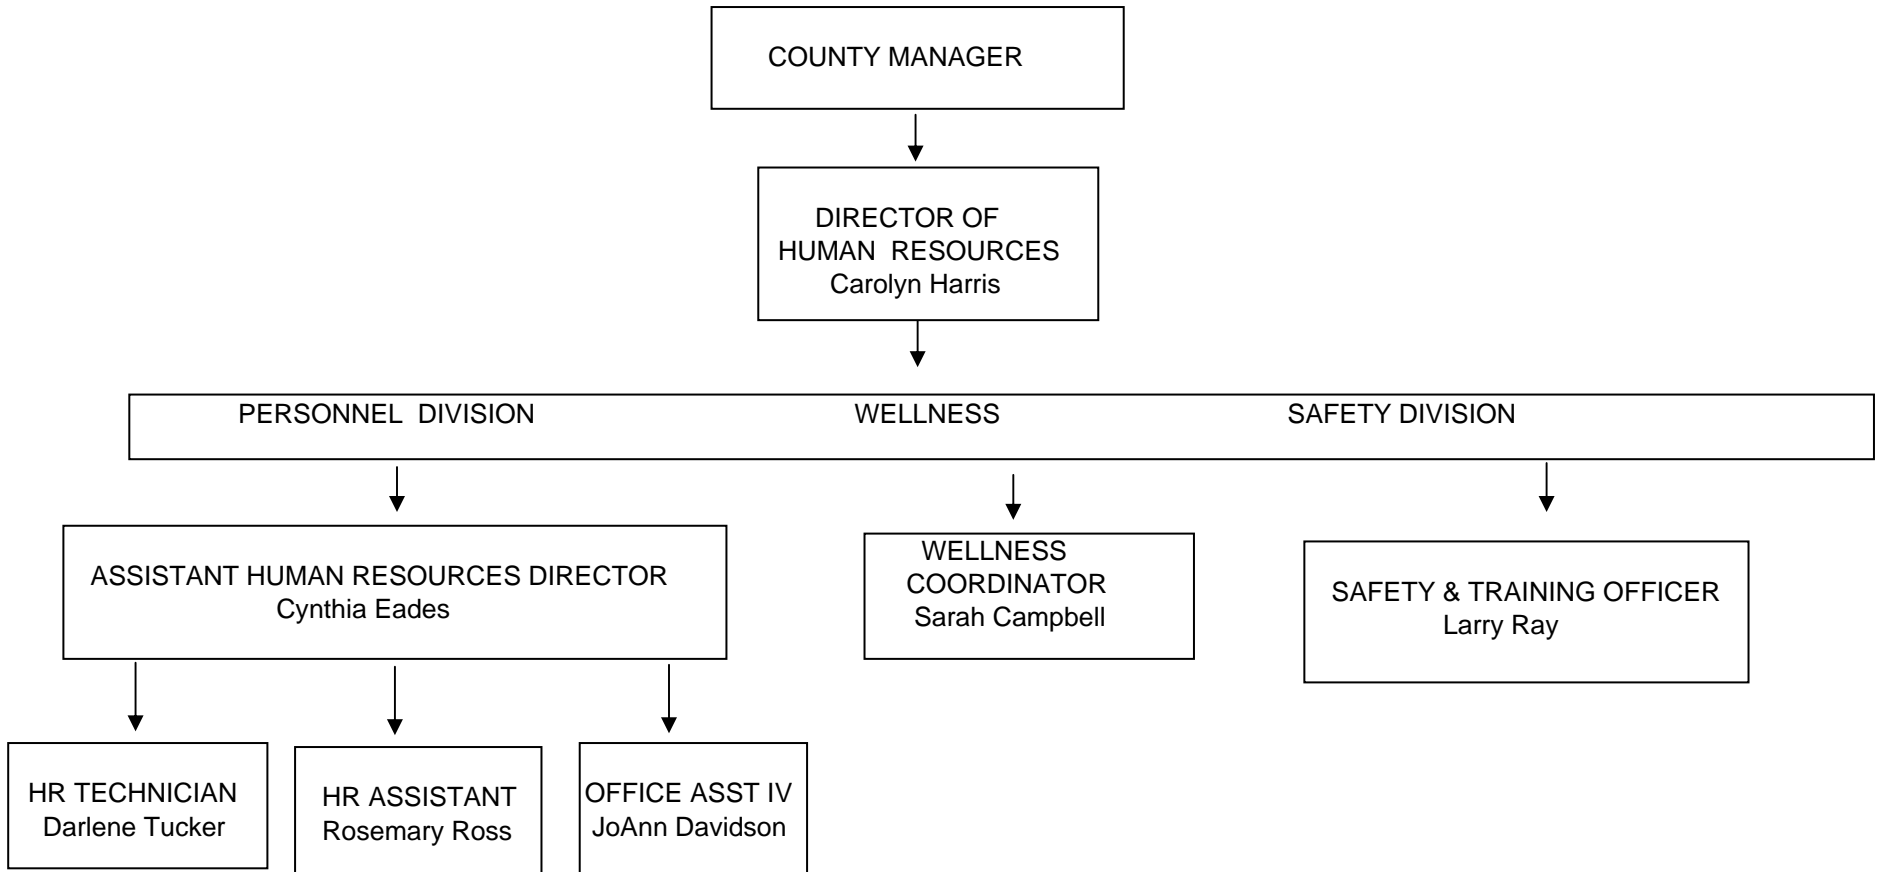 COUNTY MANAGER
DIRECTOR OF
HUMAN RESOURCES
Carolyn Harris
PERSONNEL DIVISION WELLNESS SAFETY DIVISION
ASSISTANT HUMAN RESOURCES DIRECTOR
Cynthia Eades
WELLNESS
COORDINATOR
Sarah Campbell
SAFETY & TRAINING OFFICER
Larry Ray
HR TECHNICIAN
Darlene Tucker
HR ASSISTANT
Rosemary Ross
OFFICE ASST IV
JoAnn Davidson